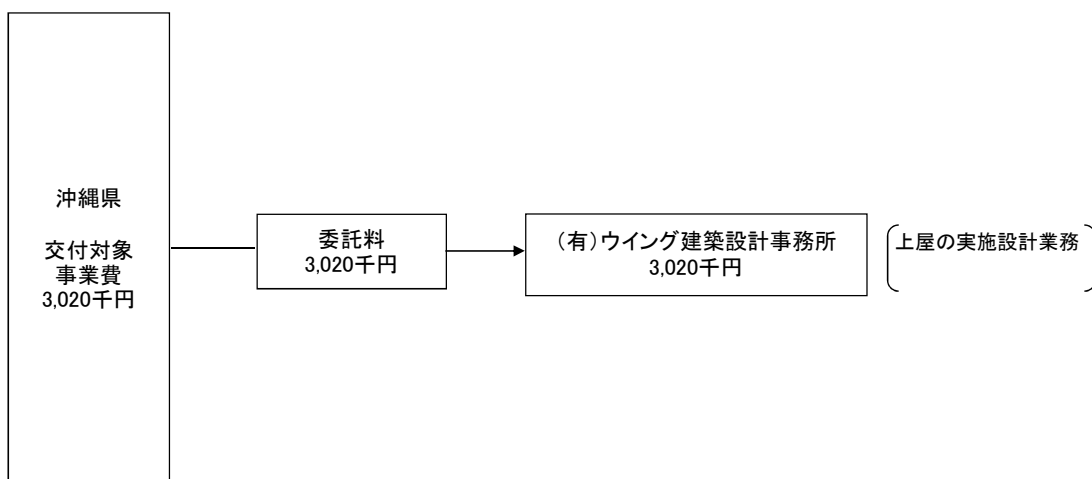 沖縄県
交付対象
事業費
3,020千円
委託料
3,020千円
(有)ウイング建築設計事務所
3,020千円
上屋の実施設計業務